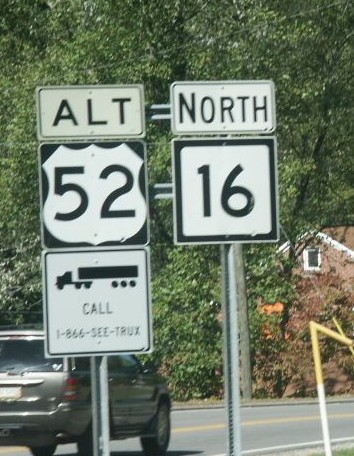 ALT
52
CALL
1-866-SEE-TRUX
NORTH
16